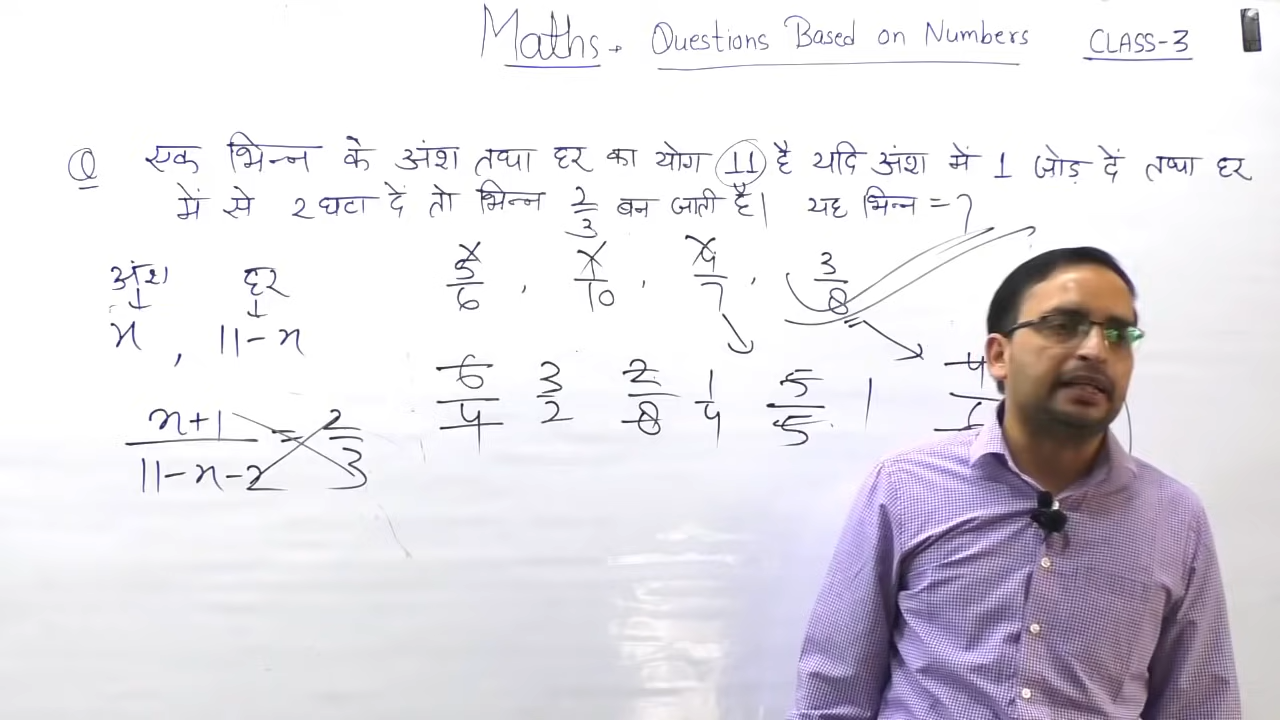 Maths. Questions Based on Numbers CLASS-3
Q एक भिन्न के अंश तथा हर का योग 11 है यदि अंश में 1 जोड़ दें तथा हर
में से 2 घटा दें तो भिन्न 2/3 बन जाती है। यह भिन्न = ?
अंश हर
↓ ↓
x , 11-x
5/6 , 1/10 , 4/7 , 3/8
6/4 3/2 2/8 1/4 5/5 1 4/
x+1/11-x-2 = 2/3